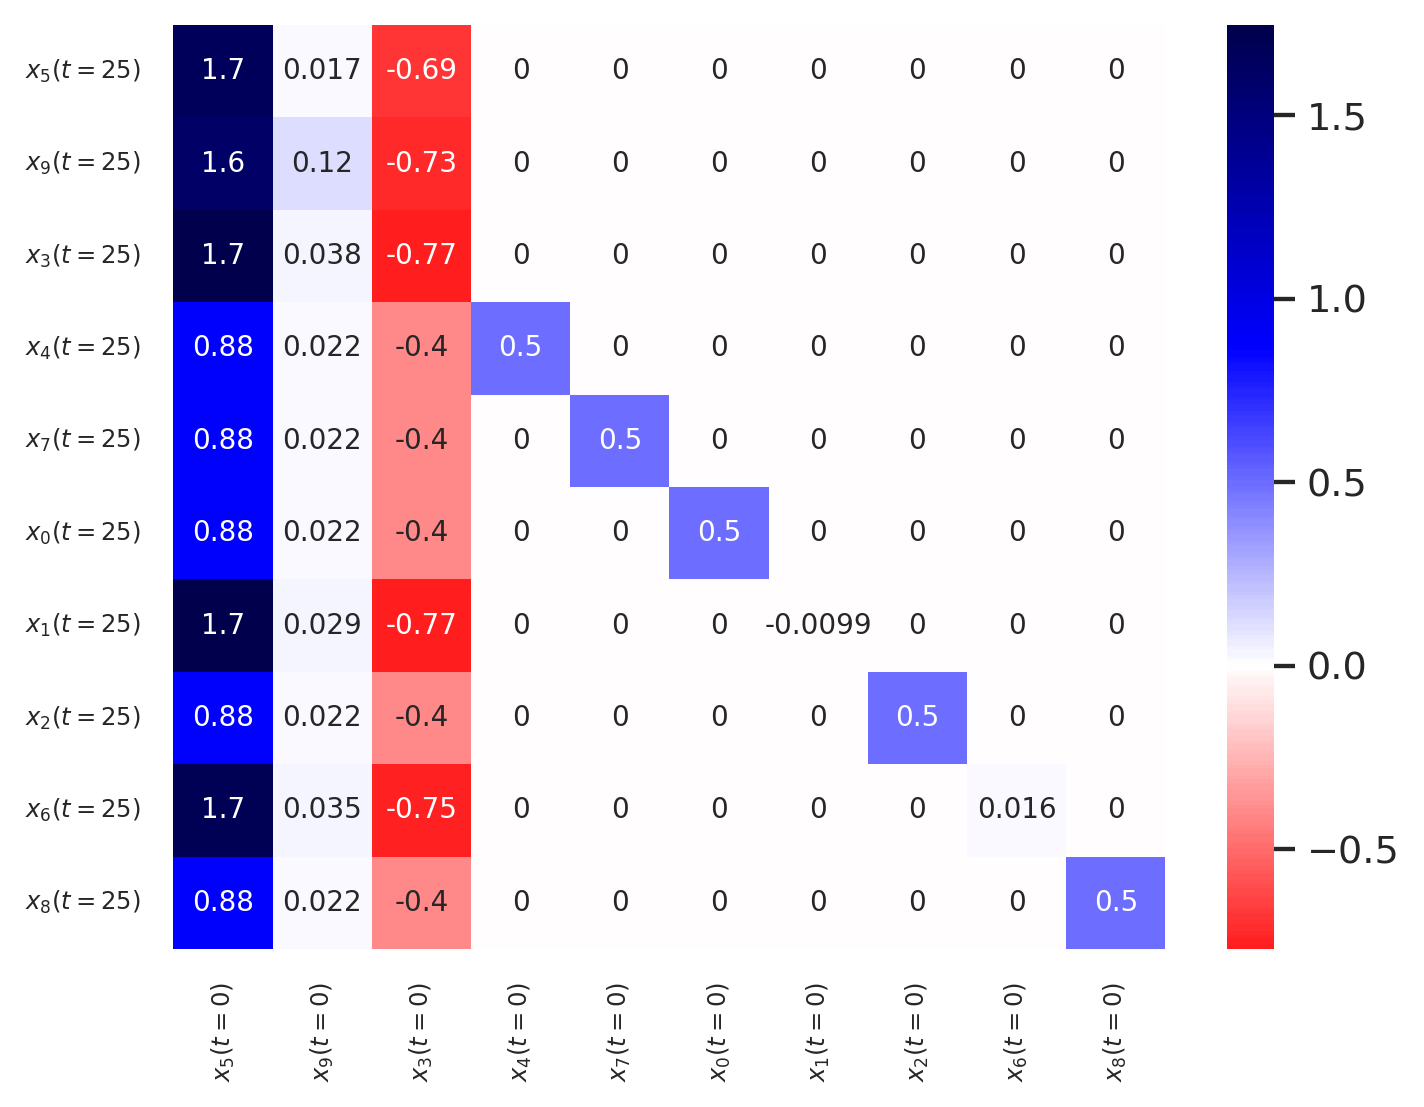 x₅(t = 25) 1.7 0.017 -0.69 0 0 0 0 0 0 0
x₉(t = 25) 1.6 0.12 -0.73 0 0 0 0 0 0 0
x₃(t = 25) 1.7 0.038 -0.77 0 0 0 0 0 0 0
x₄(t = 25) 0.88 0.022 -0.4 0.5 0 0 0 0 0 0
x₇(t = 25) 0.88 0.022 -0.4 0 0.5 0 0 0 0 0
x₀(t = 25) 0.88 0.022 -0.4 0 0 0.5 0 0 0 0
x₁(t = 25) 1.7 0.029 -0.77 0 0 0 -0.0099 0 0 0
x₂(t = 25) 0.88 0.022 -0.4 0 0 0 0 0.5 0 0
x₆(t = 25) 1.7 0.035 -0.75 0 0 0 0 0 0.016 0
x₈(t = 25) 0.88 0.022 -0.4 0 0 0 0 0 0 0.5
x₅(t = 0)
x₉(t = 0)
x₃(t = 0)
x₄(t = 0)
x₇(t = 0)
x₀(t = 0)
x₁(t = 0)
x₂(t = 0)
x₆(t = 0)
x₈(t = 0)
1.5
1.0
0.5
0.0
−0.5